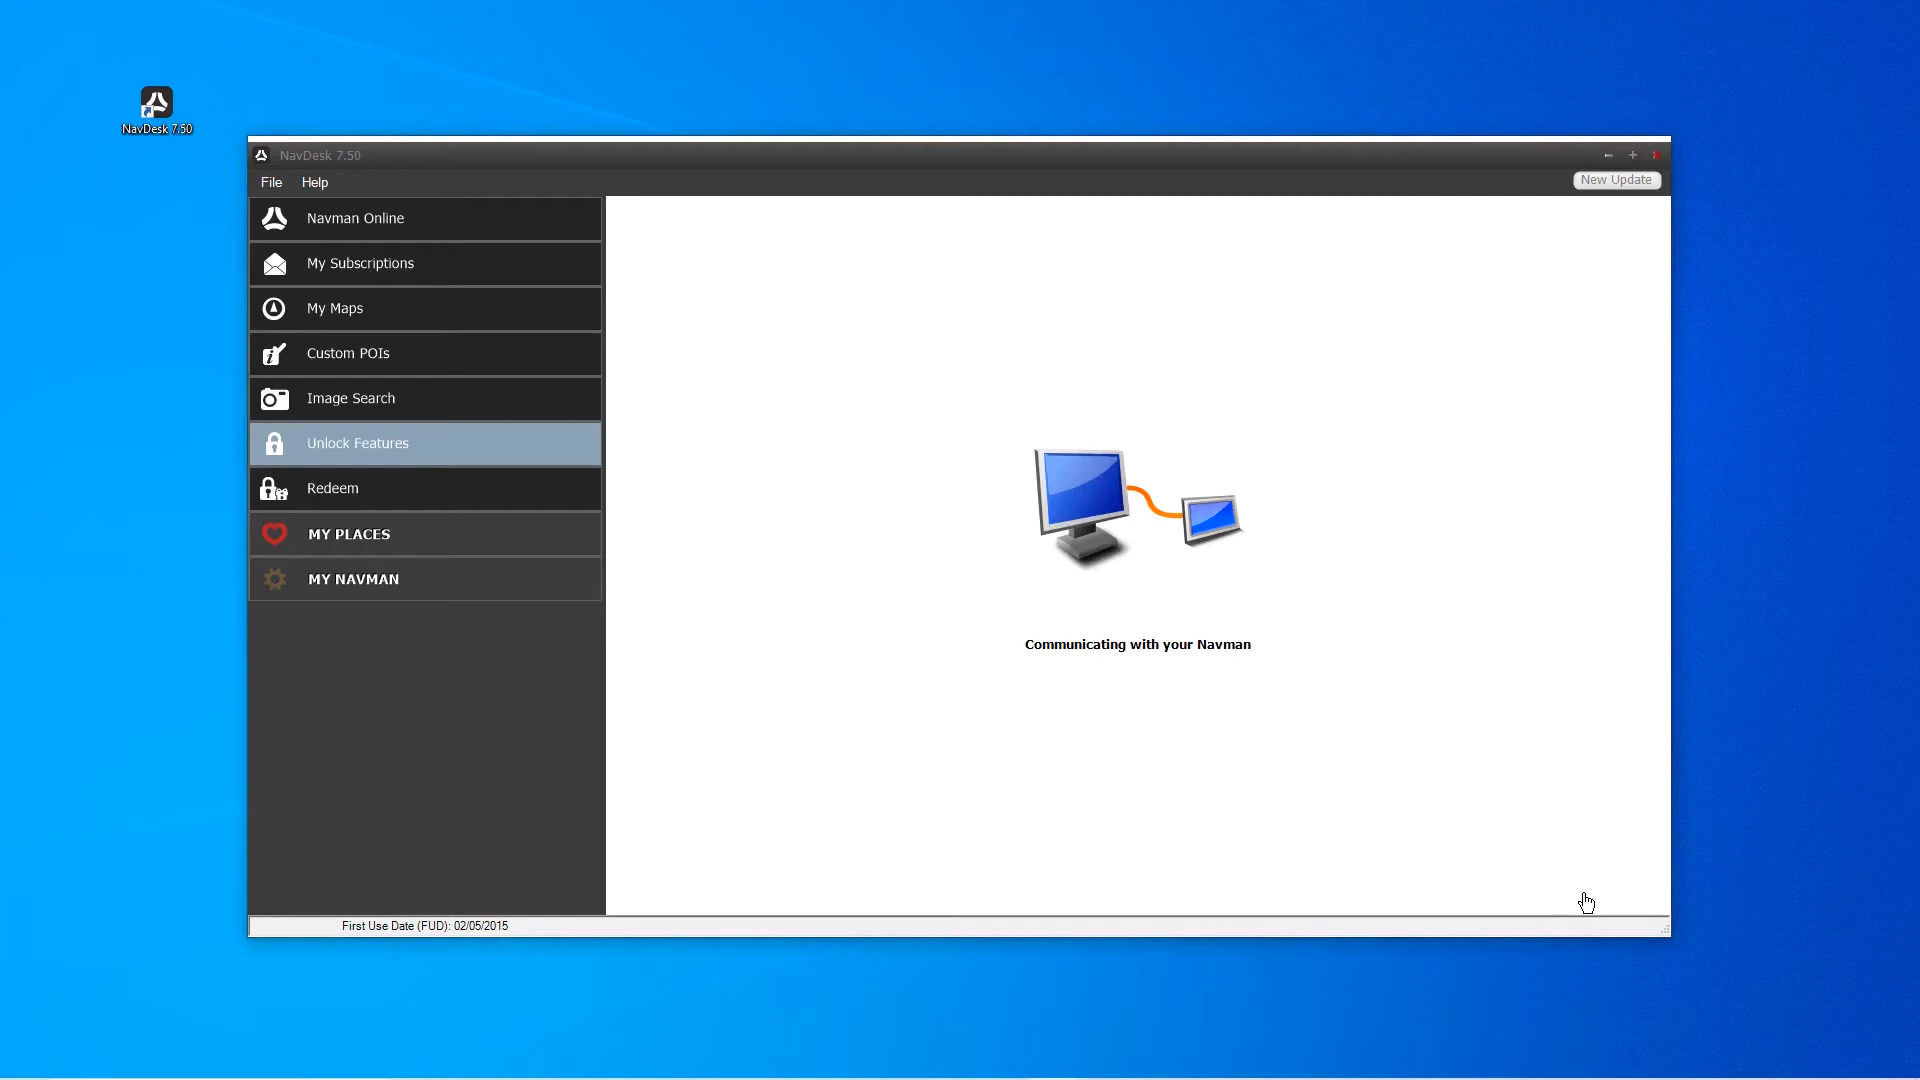 NavDesk 7.50
NavDesk 7.50
File Help
New Update
Navman Online
My Subscriptions
My Maps
Custom POIs
Image Search
Unlock Features
Redeem
MY PLACES
MY NAVMAN
Communicating with your Navman
First Use Date (FUD): 02/05/2015